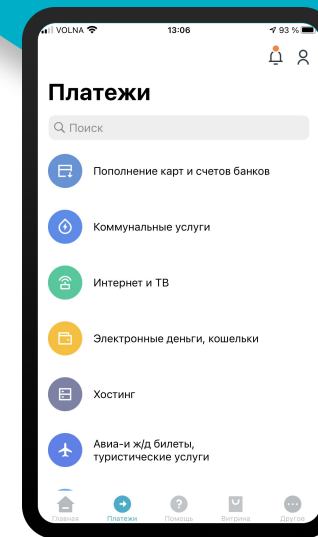 VOLNA 13:06 93 %
Платежи
Поиск
Пополнение карт и счетов банков
Коммунальные услуги
Интернет и ТВ
Электронные деньги, кошельки
Хостинг
Авиа-и ж/д билеты,
туристические услуги
Главная Платежи Помощь Витрина Другое